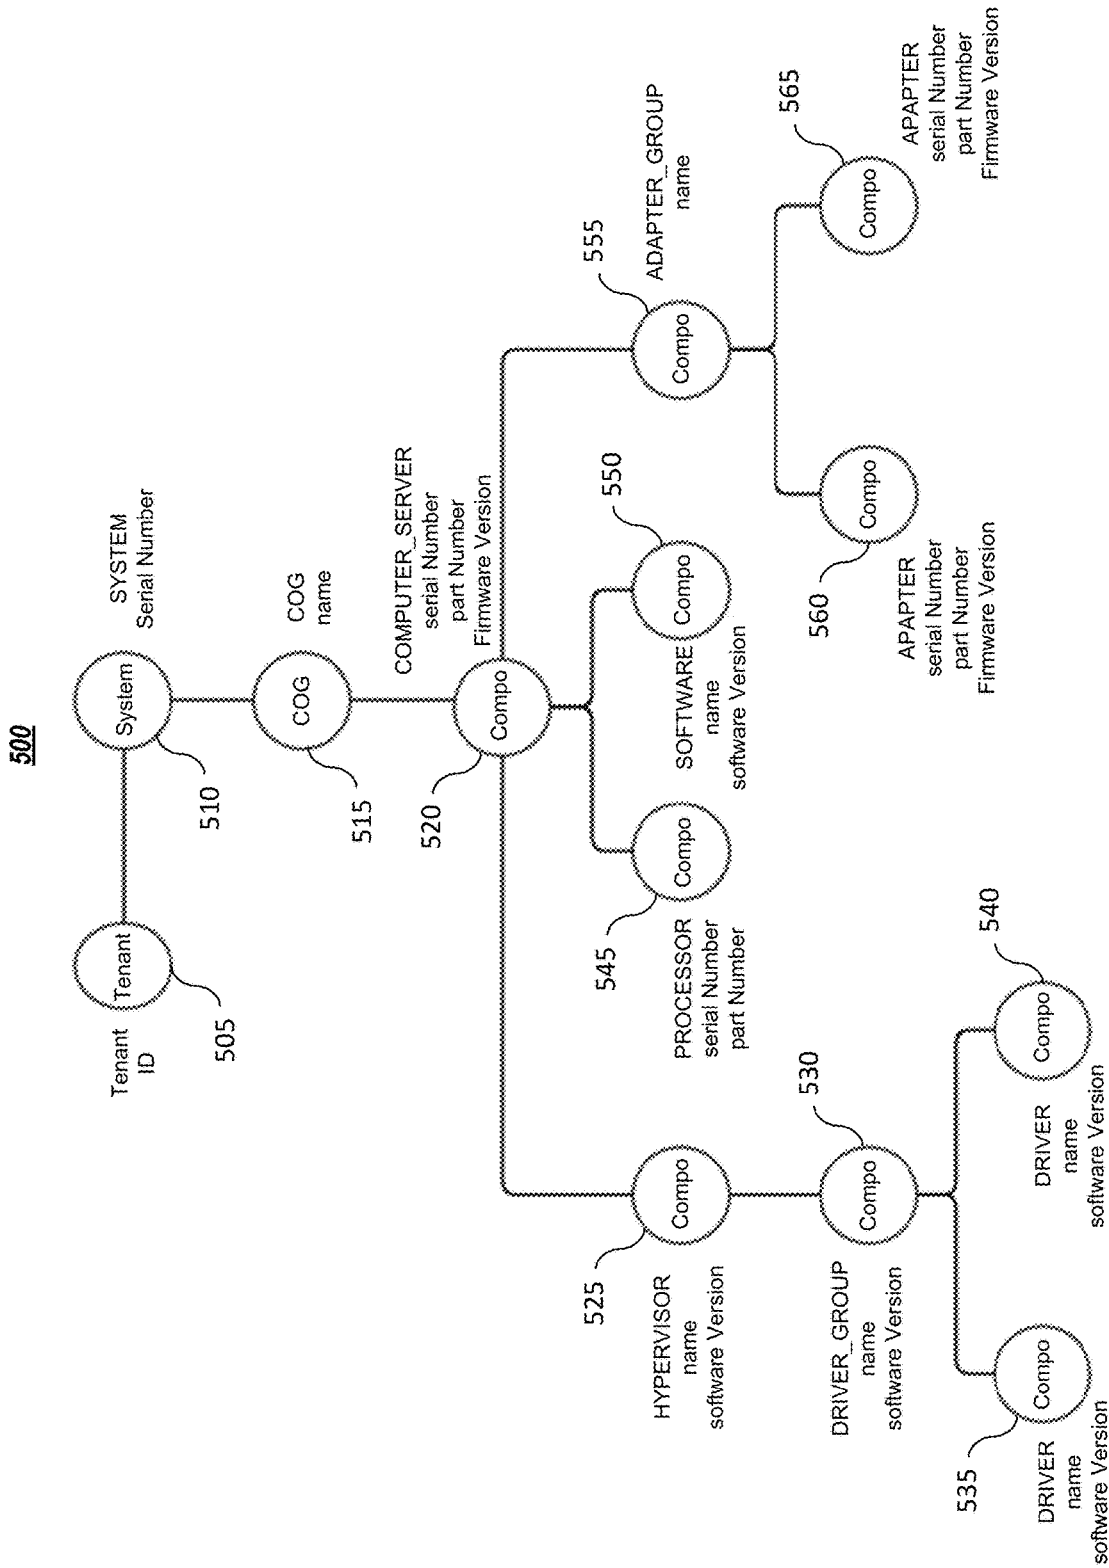 500
Tenant
ID
Tenant
505
SYSTEM
Serial Number
System
510
COG
name
COG
515
COMPUTER_SERVER
serial Number
part Number
Firmware Version
Compo
520
HYPERVISOR
name
software Version
Compo
525
DRIVER_GROUP
name
software Version
Compo
530
DRIVER
name
software Version
Compo
535
DRIVER
name
software Version
Compo
540
PROCESSOR
serial Number
part Number
Compo
545
SOFTWARE
name
software Version
Compo
550
ADAPTER_GROUP
name
Compo
555
APAPTER
serial Number
part Number
Firmware Version
Compo
560
APAPTER
serial Number
part Number
Firmware Version
Compo
565